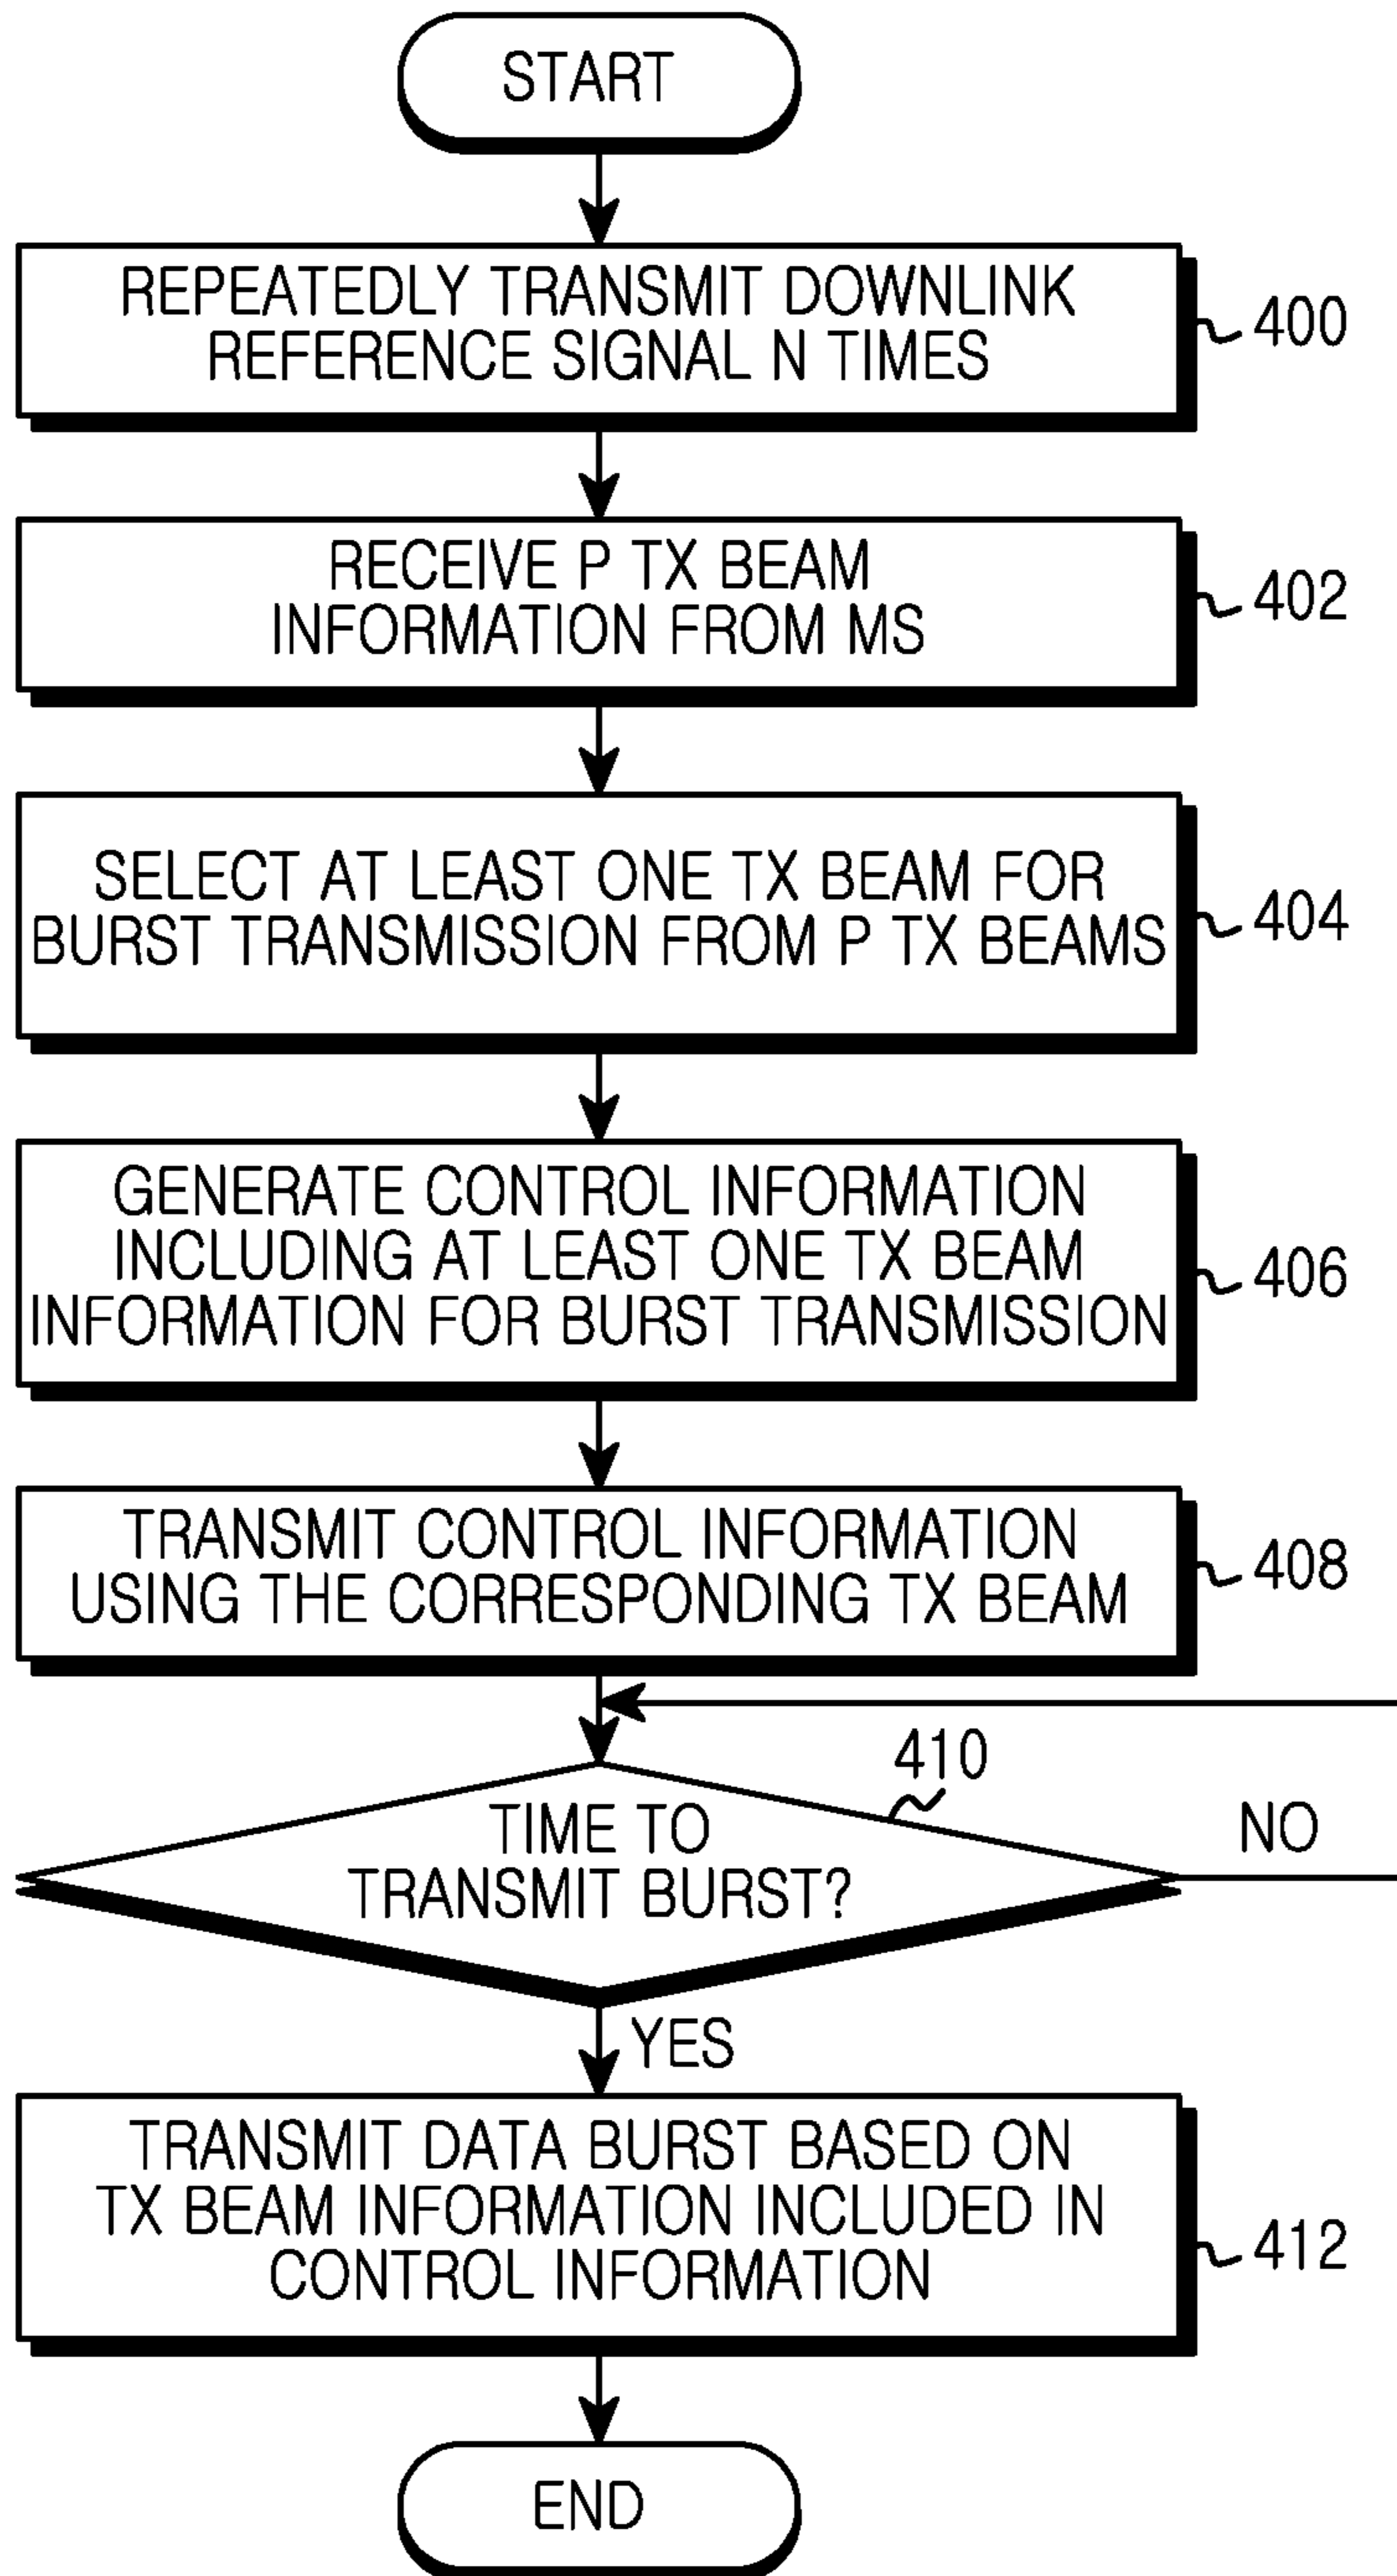 START
REPEATEDLY TRANSMIT DOWNLINK
REFERENCE SIGNAL N TIMES
400
RECEIVE P TX BEAM
INFORMATION FROM MS
402
SELECT AT LEAST ONE TX BEAM FOR
BURST TRANSMISSION FROM P TX BEAMS
404
GENERATE CONTROL INFORMATION
INCLUDING AT LEAST ONE TX BEAM
INFORMATION FOR BURST TRANSMISSION
406
TRANSMIT CONTROL INFORMATION
USING THE CORRESPONDING TX BEAM
408
410
TIME TO
TRANSMIT BURST?
NO
YES
TRANSMIT DATA BURST BASED ON
TX BEAM INFORMATION INCLUDED IN
CONTROL INFORMATION
412
END